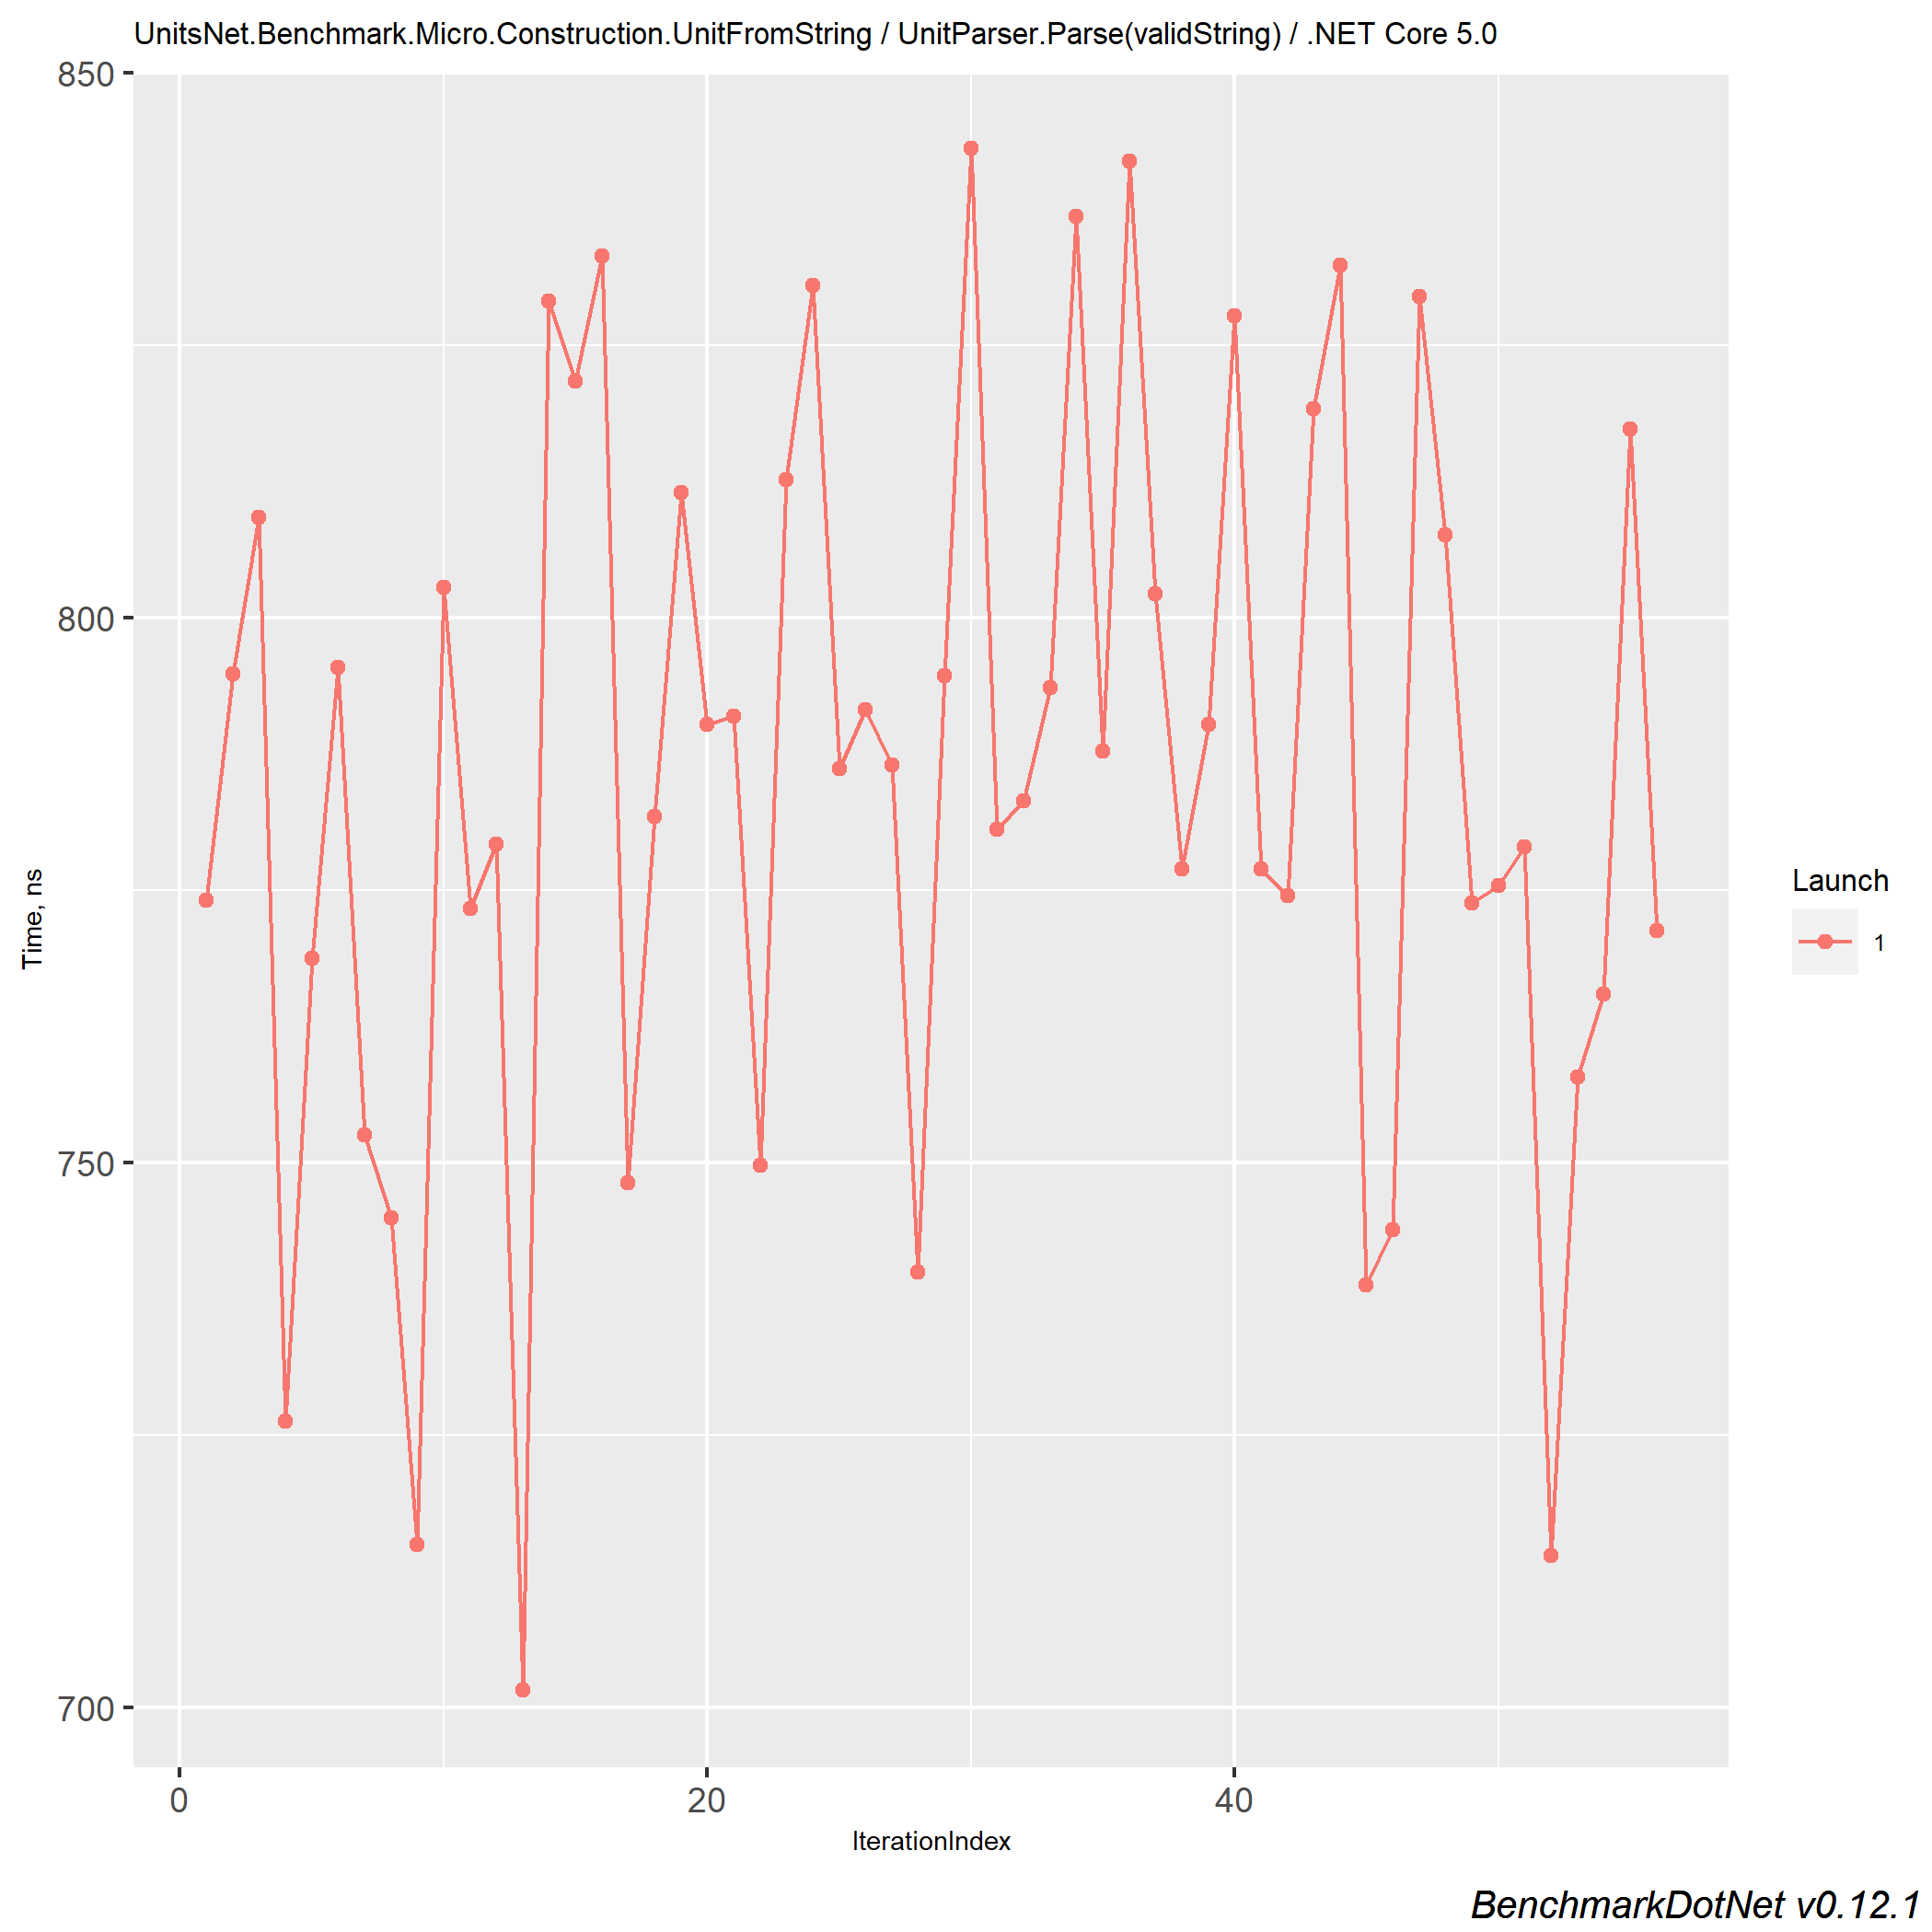 UnitsNet.Benchmark.Micro.Construction.UnitFromString / UnitParser.Parse(validString) / .NET Core 5.0
850
800
750
700
Time, ns
0
20
40
IterationIndex
Launch
1
BenchmarkDotNet v0.12.1